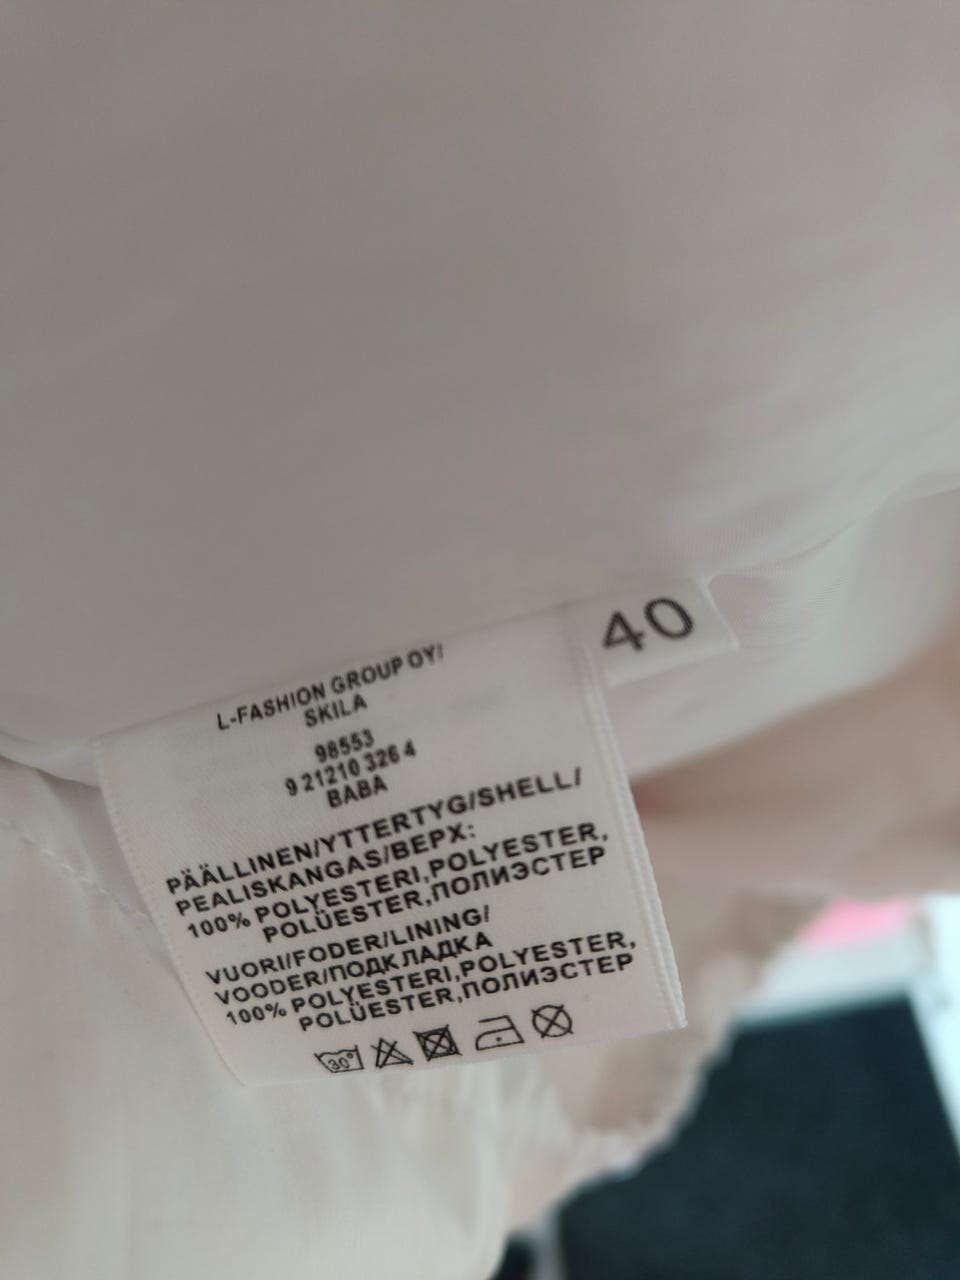 40
L-FASHION GROUP OY/
SKILA
98553
9 21210 326 4
BABA
PÄÄLLINEN/YTTERTYG/SHELL/
PEALISKANGAS/ВЕРХ:
100% POLYESTERI,POLYESTER,
POLÜESTER,ПОЛИЭСТЕР
VUORI/FODER/LINING/
VOODER/ПОДКЛАДКА
100% POLYESTERI,POLYESTER,
POLÜESTER,ПОЛИЭСТЕР
30°